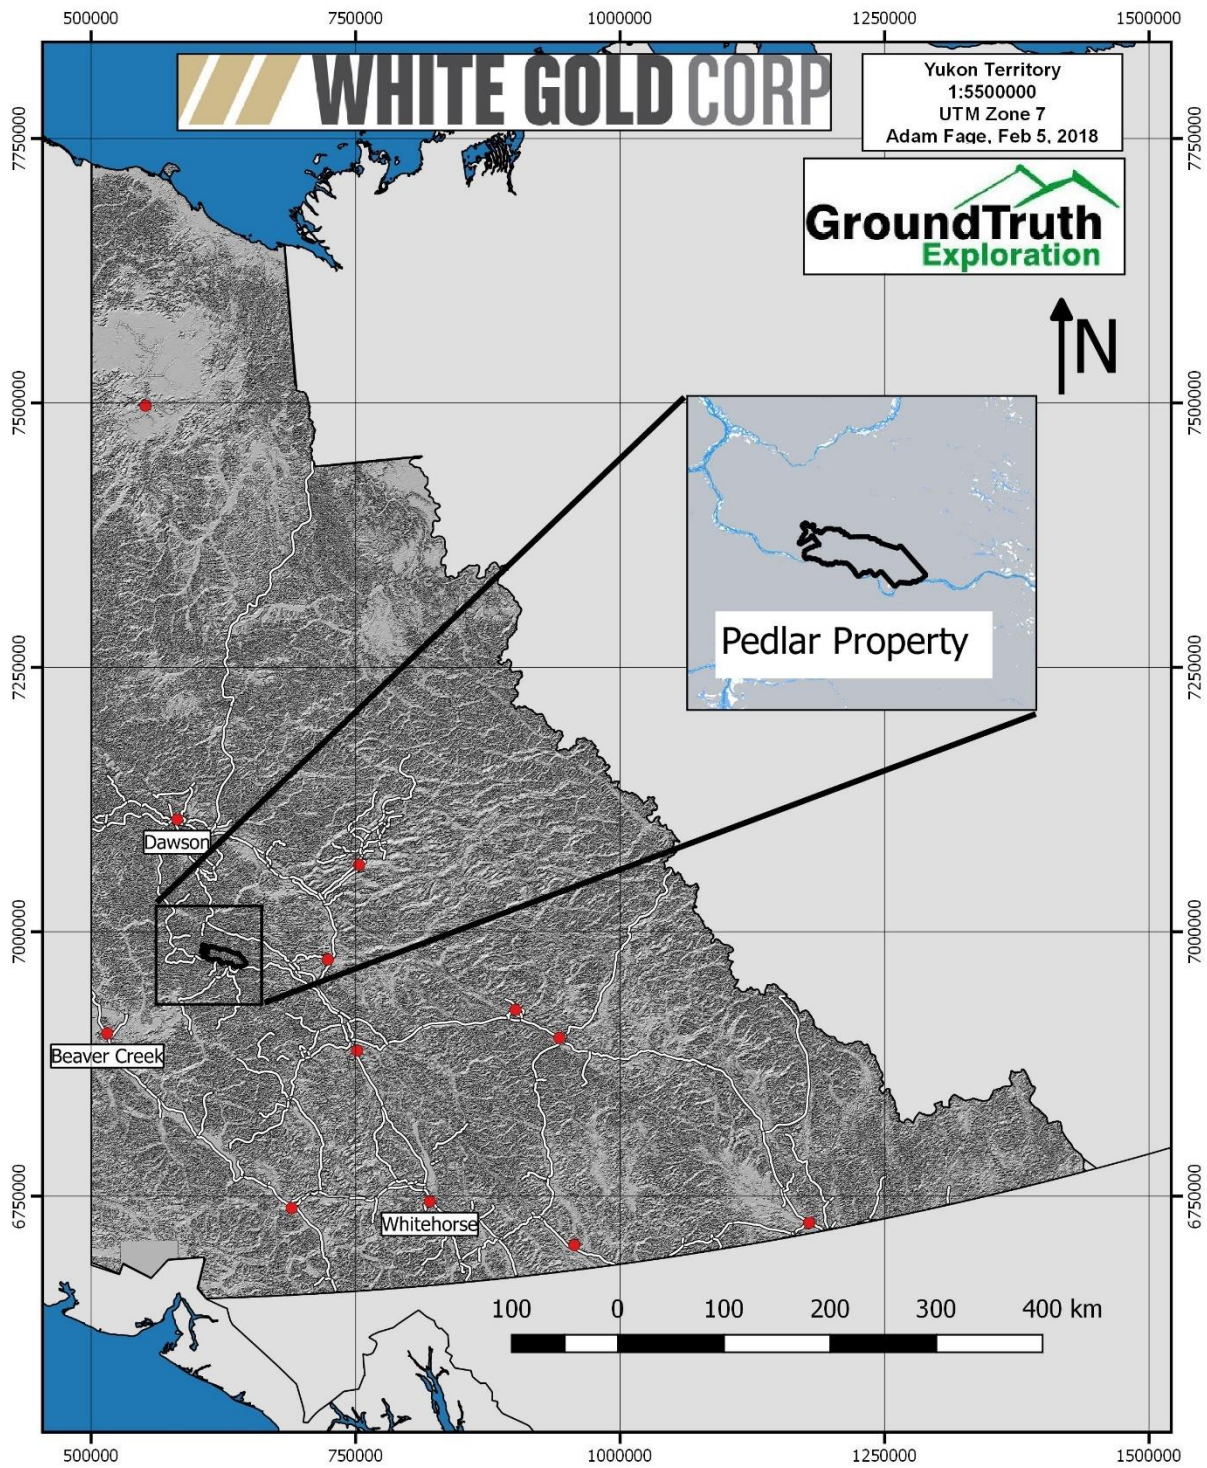 500000 750000 1000000 1250000 1500000
WHITE GOLD CORP
Yukon Territory
1:5500000
UTM Zone 7
Adam Fage, Feb 5, 2018
7750000 7750000
GroundTruth
Exploration
N
7500000 7500000
Pedlar Property
7250000 7250000
Dawson
7000000 7000000
Beaver Creek
6750000 6750000
Whitehorse
100 0 100 200 300 400 km
500000 750000 1000000 1250000 1500000